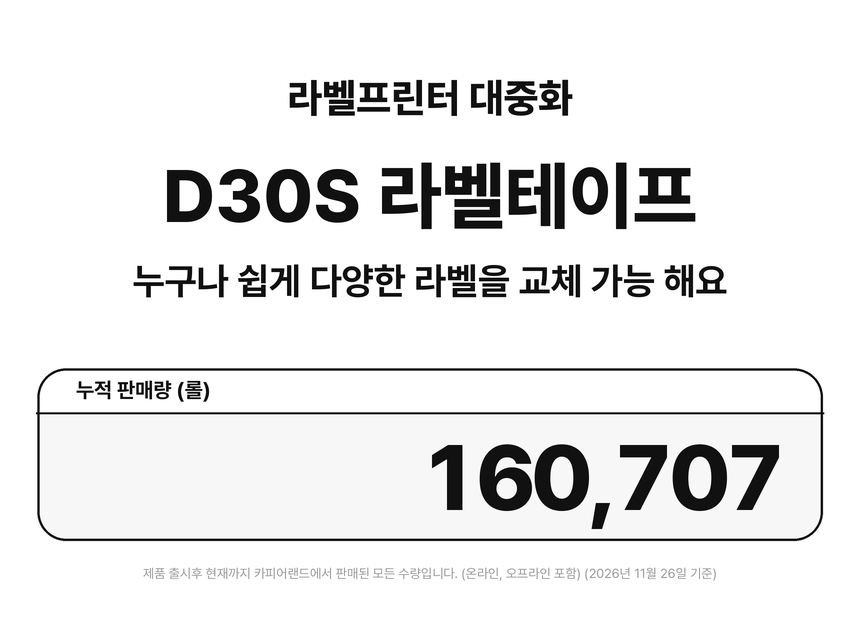 라벨프린터 대중화
D30S 라벨테이프
누구나 쉽게 다양한 라벨을 교체 가능 해요
누적 판매량 (롤)
160,707
제품 출시후 현재까지 카피어랜드에서 판매된 모든 수량입니다. (온라인, 오프라인 포함) (2026년 11월 26일 기준)